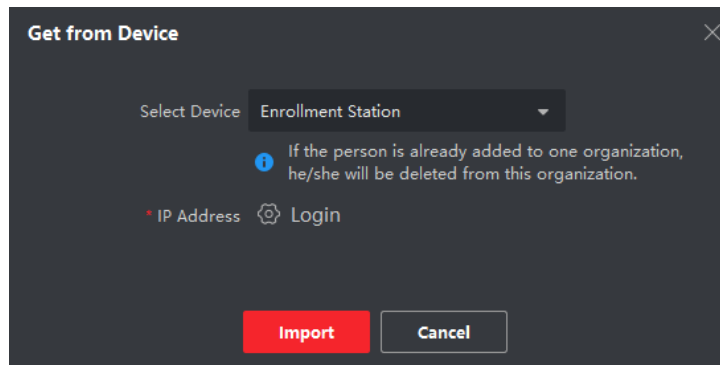 Get from Device
Select Device Enrollment Station
If the person is already added to one organization,
he/she will be deleted from this organization.
* IP Address Login
Import Cancel